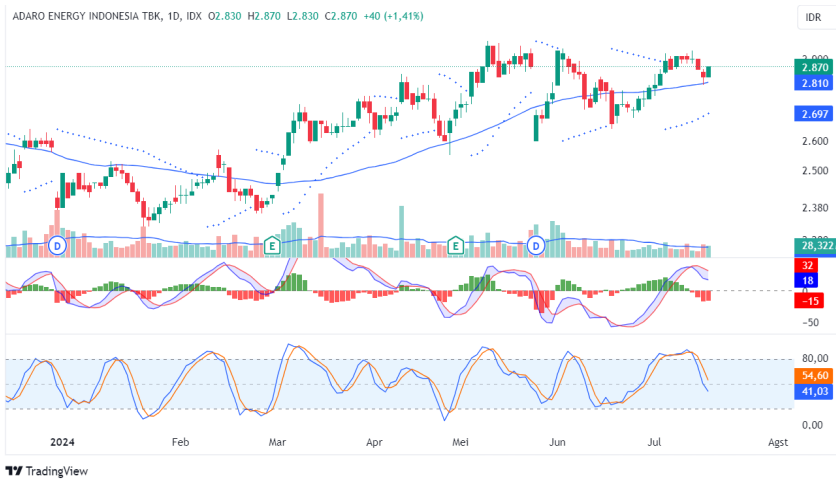 ADARO ENERGY INDONESIA TBK, 1D, IDX O2.830 H2.870 L2.830 C2.870 +40 (+1,41%)
IDR
2.870
2.810
2.697
2.600
2.500
2.380
D
E
E
D
28,322
32
18
−15
−50
80,00
54,60
41,03
0.00
2024 Feb Mar Apr Mei Jun Jul Agst
TradingView